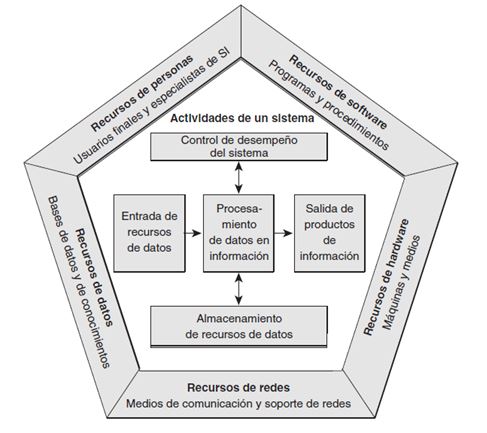 Recursos de personas
Usuarios finales y especialistas de SI
Recursos de software
Programas y procedimientos
Actividades de un sistema
Control de desempeño
del sistema
Entrada de
recursos
de datos
Procesa-
miento
de datos en
información
Salida de
productos
de
información
Almacenamiento
de recursos de datos
Recursos de datos
Bases de datos y de conocimientos
Recursos de hardware
Máquinas y medios
Recursos de redes
Medios de comunicación y soporte de redes